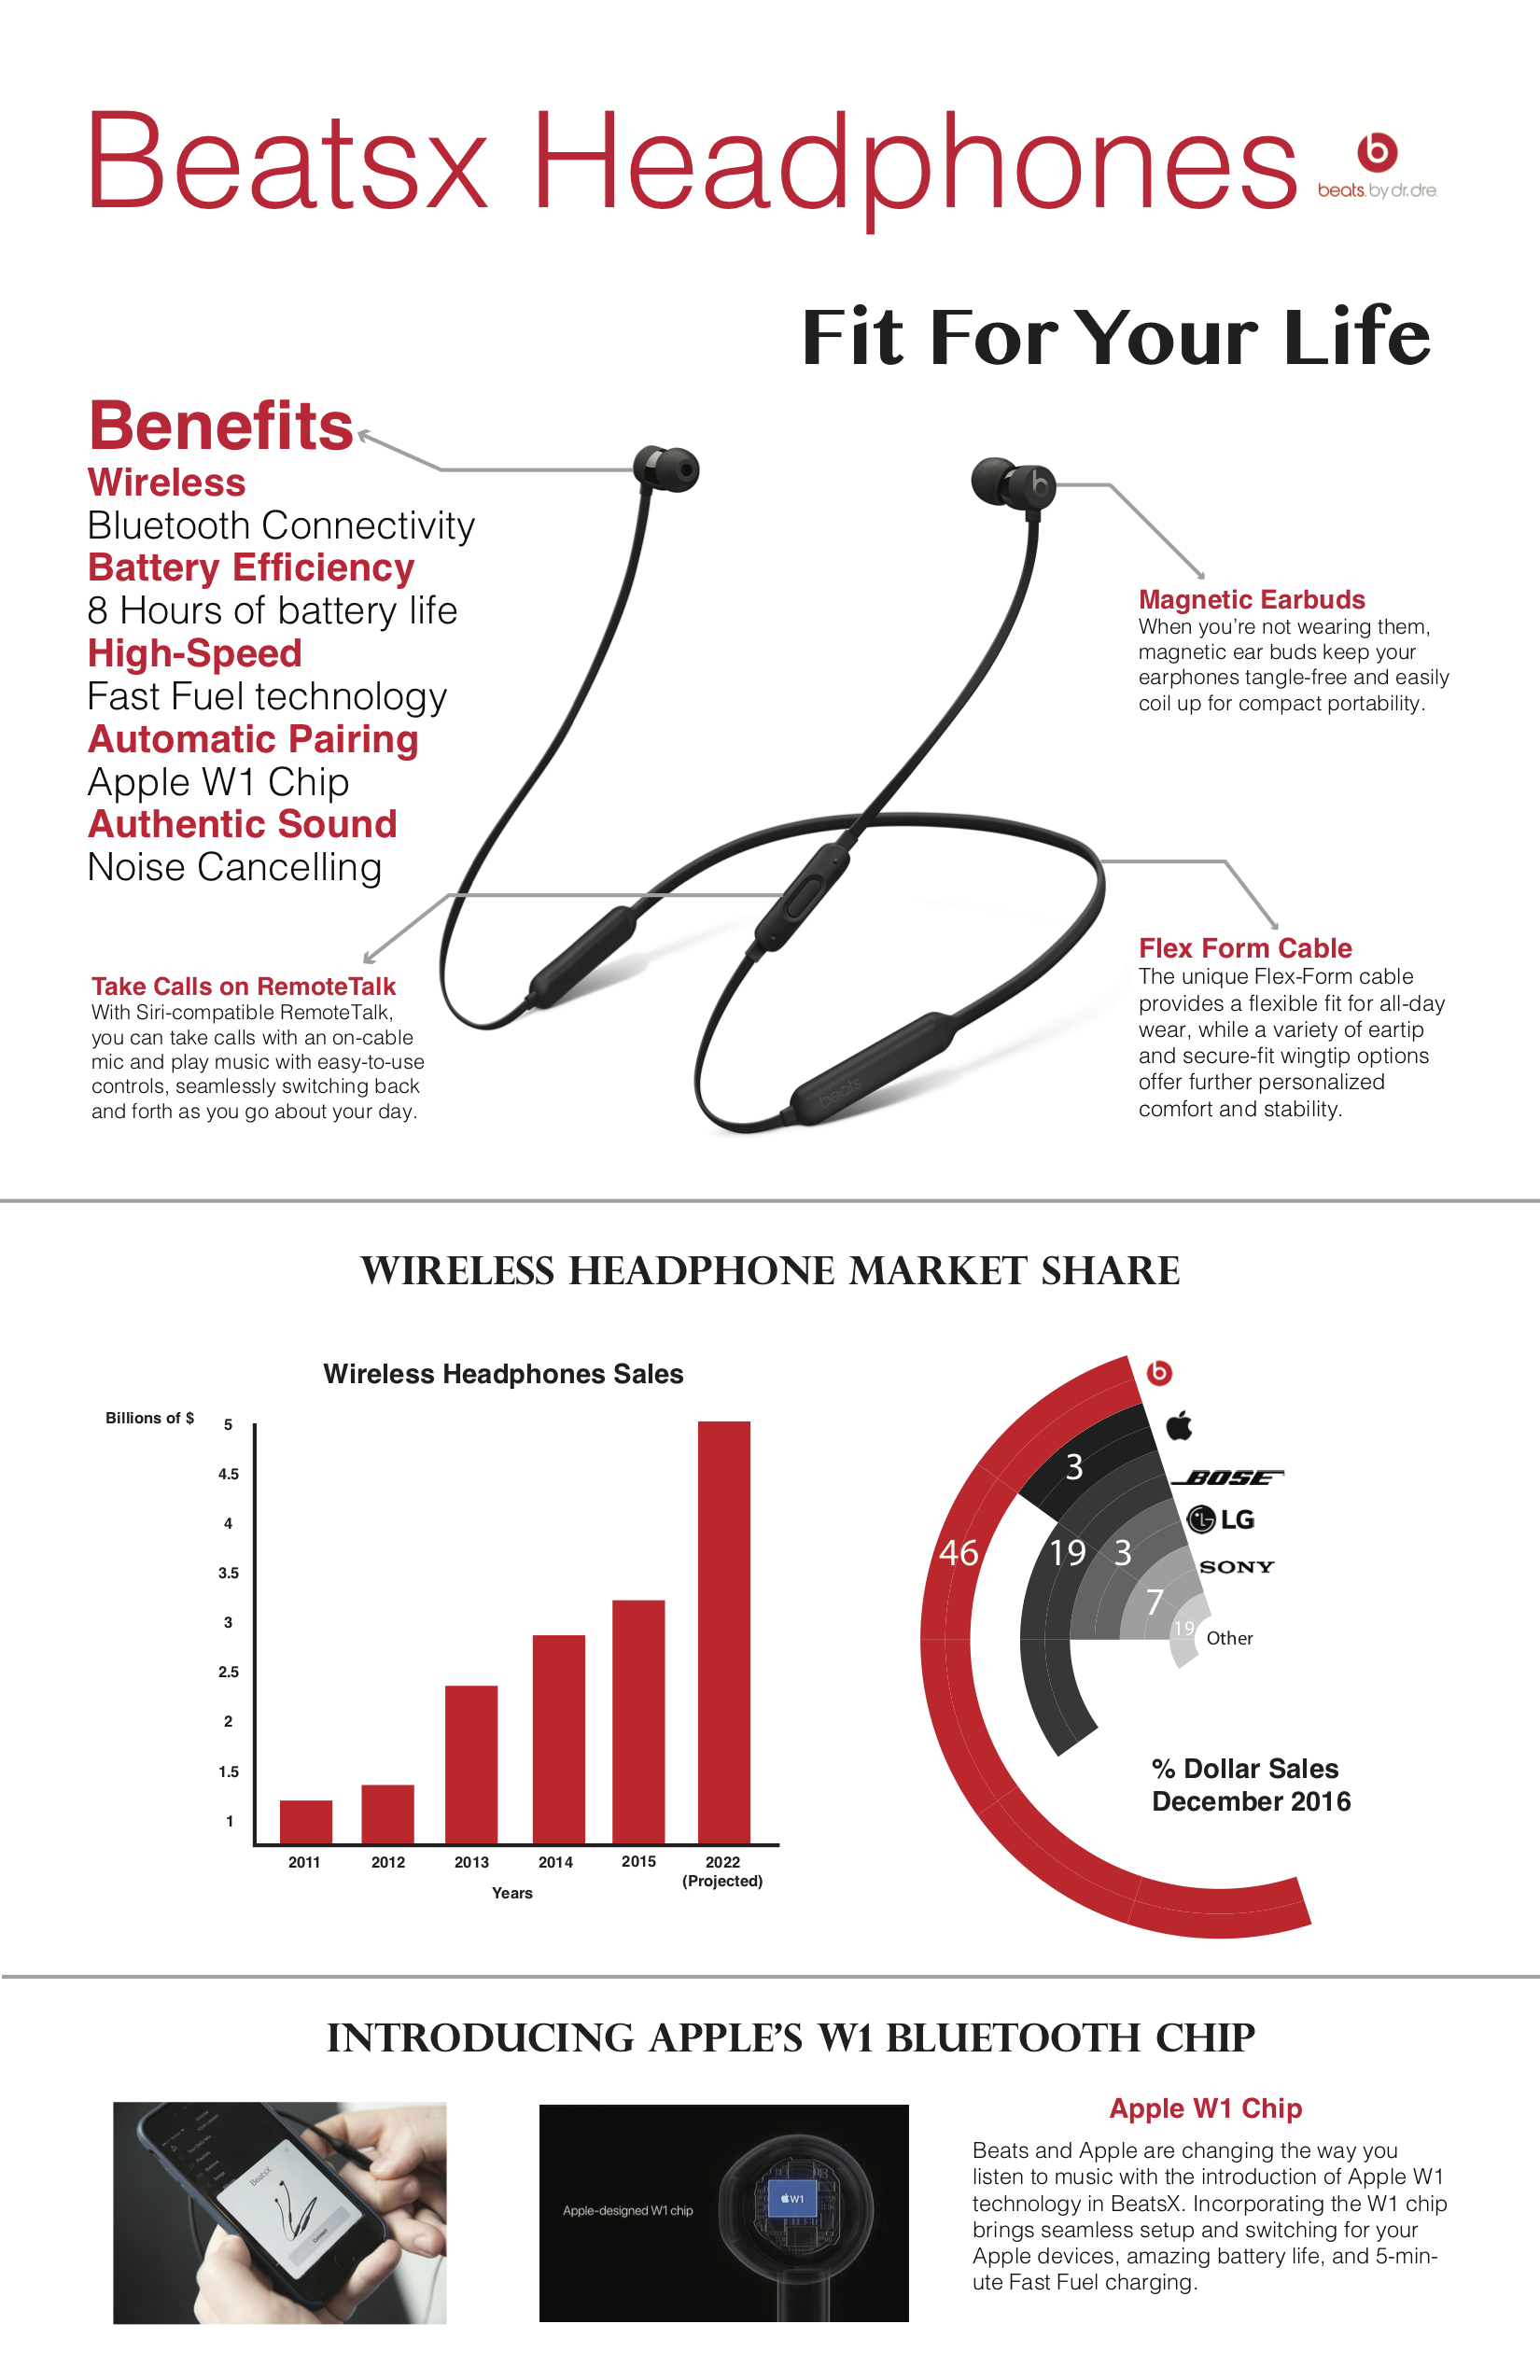 Beatsx Headphones
b
beats.by dr.dre
Fit For Your Life
Benefits
Wireless
Bluetooth Connectivity
Battery Efficiency
8 Hours of battery life
High-Speed
Fast Fuel technology
Automatic Pairing
Apple W1 Chip
Authentic Sound
Noise Cancelling
Magnetic Earbuds
When you’re not wearing them,
magnetic ear buds keep your
earphones tangle-free and easily
coil up for compact portability.
Take Calls on RemoteTalk
With Siri-compatible RemoteTalk,
you can take calls with an on-cable
mic and play music with easy-to-use
controls, seamlessly switching back
and forth as you go about your day.
Flex Form Cable
The unique Flex-Form cable
provides a flexible fit for all-day
wear, while a variety of eartip
and secure-fit wingtip options
offer further personalized
comfort and stability.
beats
WIRELESS HEADPHONE MARKET SHARE
Wireless Headphones Sales
Billions of $
5
4.5
4
3.5
3
2.5
2
1.5
1
2011
2012
2013
2014
2015
2022
(Projected)
Years
b
BOSE
LG
SONY
Other
46
3
19
3
7
19
% Dollar Sales
December 2016
INTRODUCING APPLE’S W1 BLUETOOTH CHIP
BeatsX
Connect
Apple-designed W1 chip
W1
Apple W1 Chip
Beats and Apple are changing the way you
listen to music with the introduction of Apple W1
technology in BeatsX. Incorporating the W1 chip
brings seamless setup and switching for your
Apple devices, amazing battery life, and 5-min-
ute Fast Fuel charging.